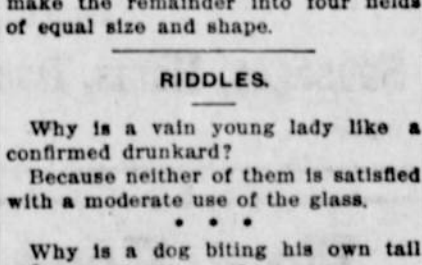 make the remainder into four fields
of equal size and shape.
RIDDLES.
Why is a vain young lady like a
confirmed drunkard?
Because neither of them is satisfied
with a moderate use of the glass.
• • •
Why is a dog biting his own tail